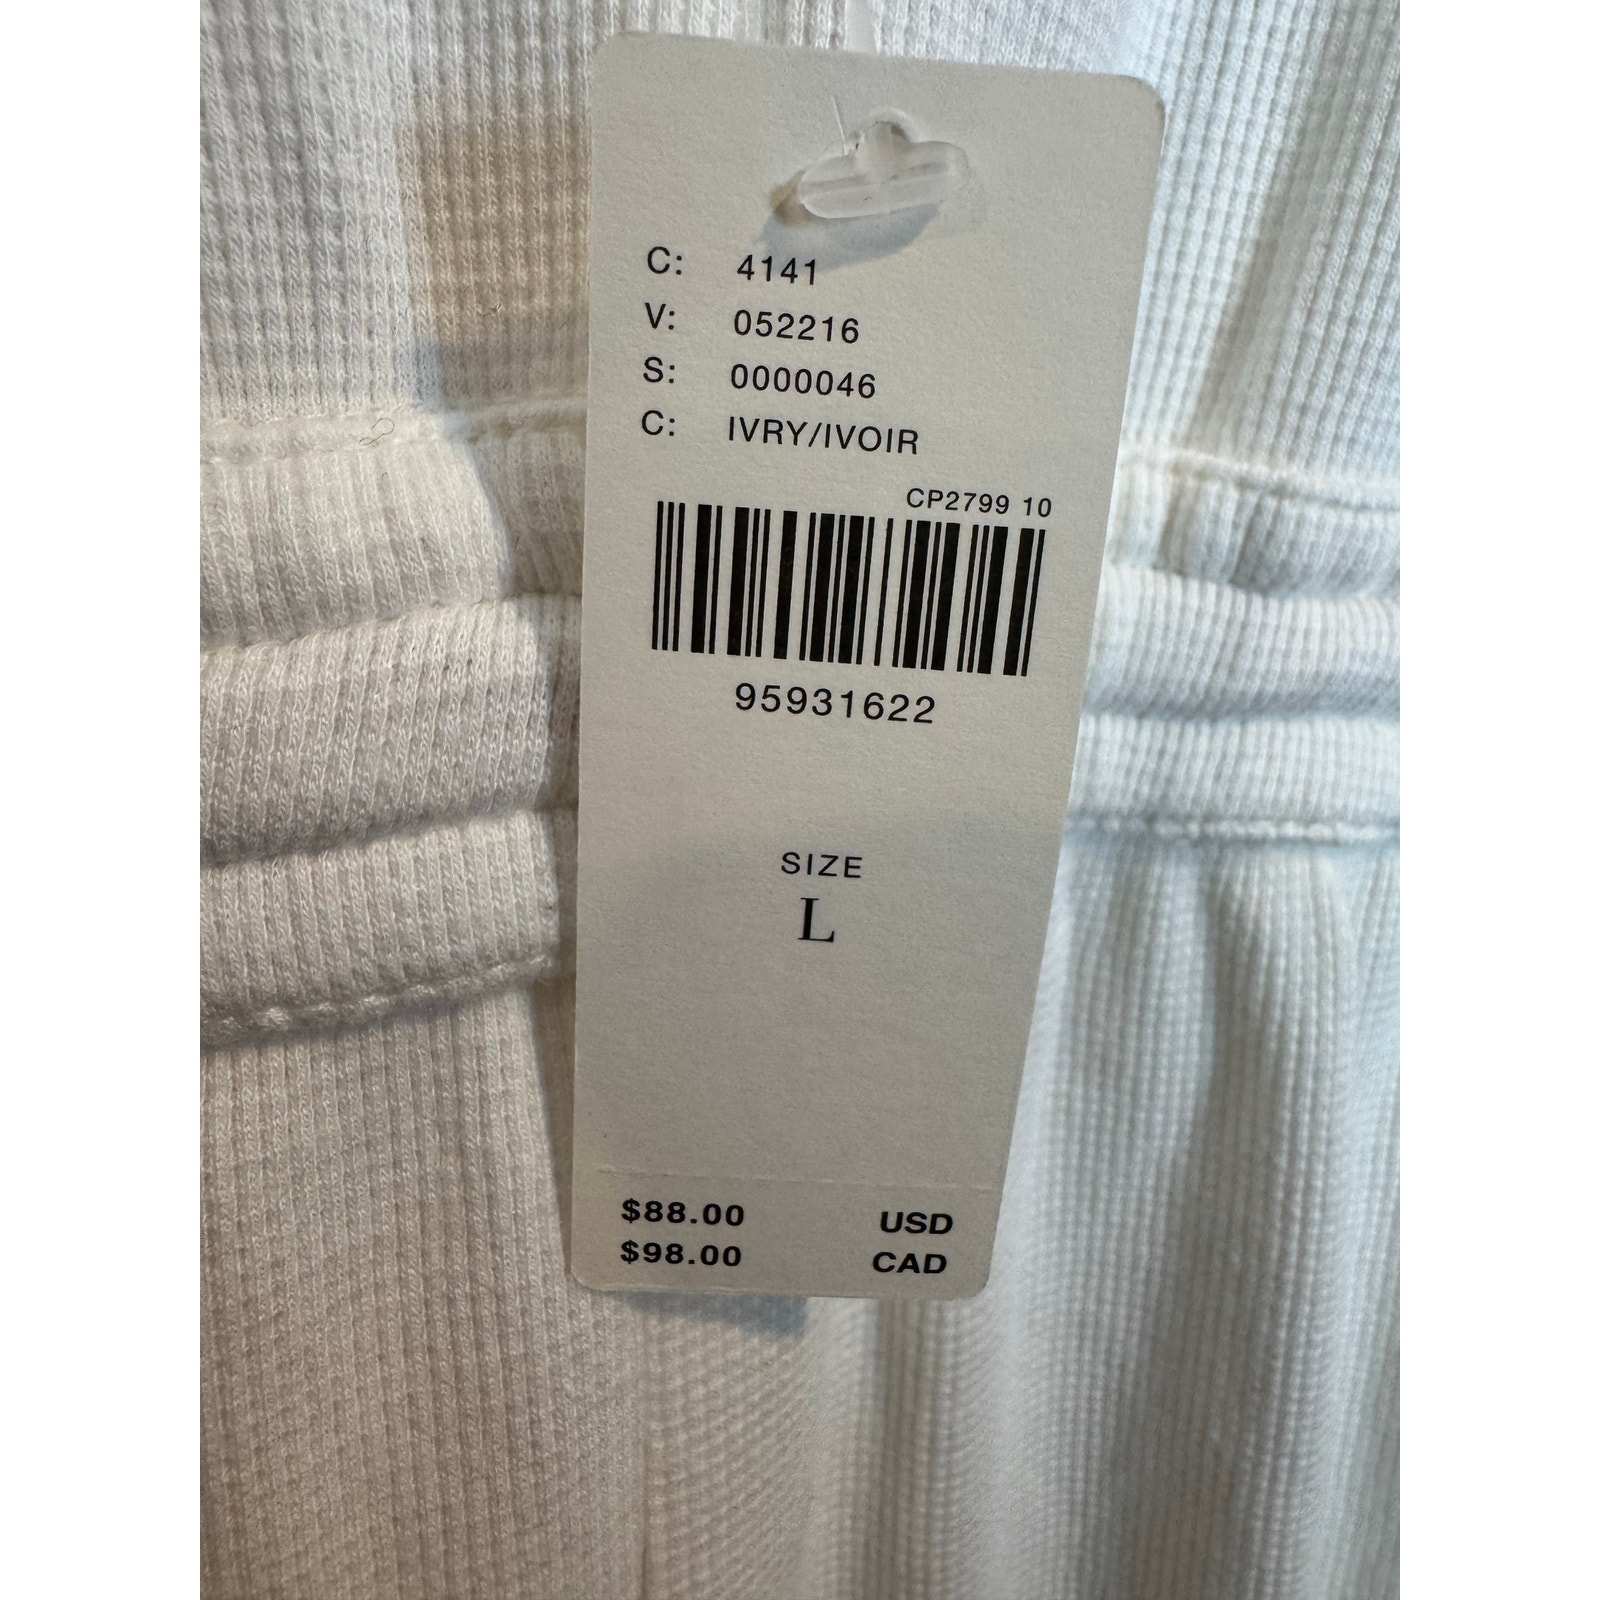 C: 4141
V: 052216
S: 0000046
C: IVRY/IVOIR
CP2799 10
95931622
SIZE
L
$88.00 USD
$98.00 CAD